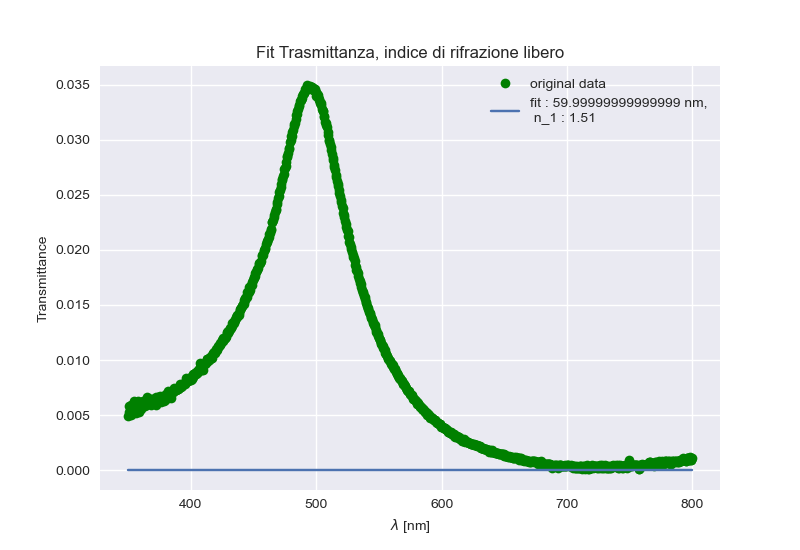 Fit Trasmittanza, indice di rifrazione libero
0.035
0.030
0.025
0.020
0.015
0.010
0.005
0.000
Transmittance
original data
fit : 59.99999999999999 nm,
n_1 : 1.51
400
500
600
700
800
λ [nm]